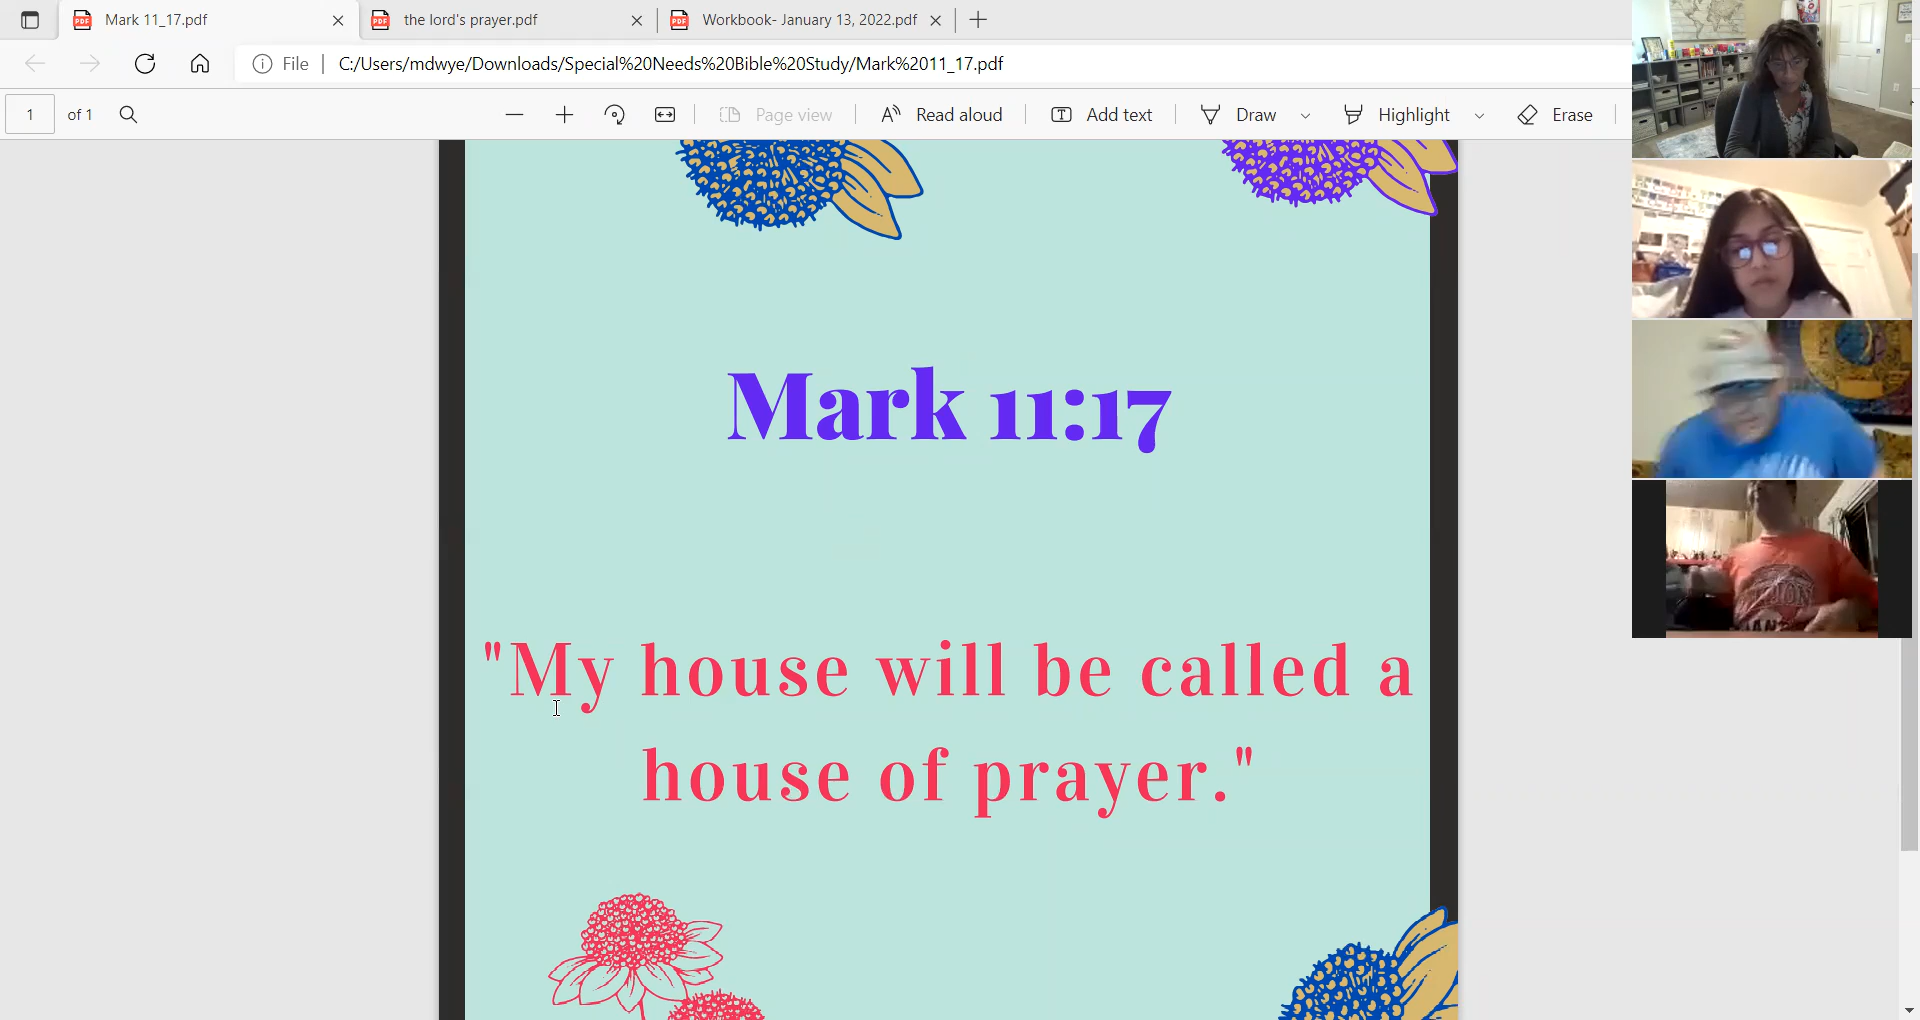 Mark 11_17.pdf
the lord's prayer.pdf
Workbook- January 13, 2022.pdf
File
C:/Users/mdwye/Downloads/Special%20Needs%20Bible%20Study/Mark%2011_17.pdf
1 of 1
Page view
Read aloud
Add text
Draw
Highlight
Erase
Mark 11:17
"My house will be called a
house of prayer."